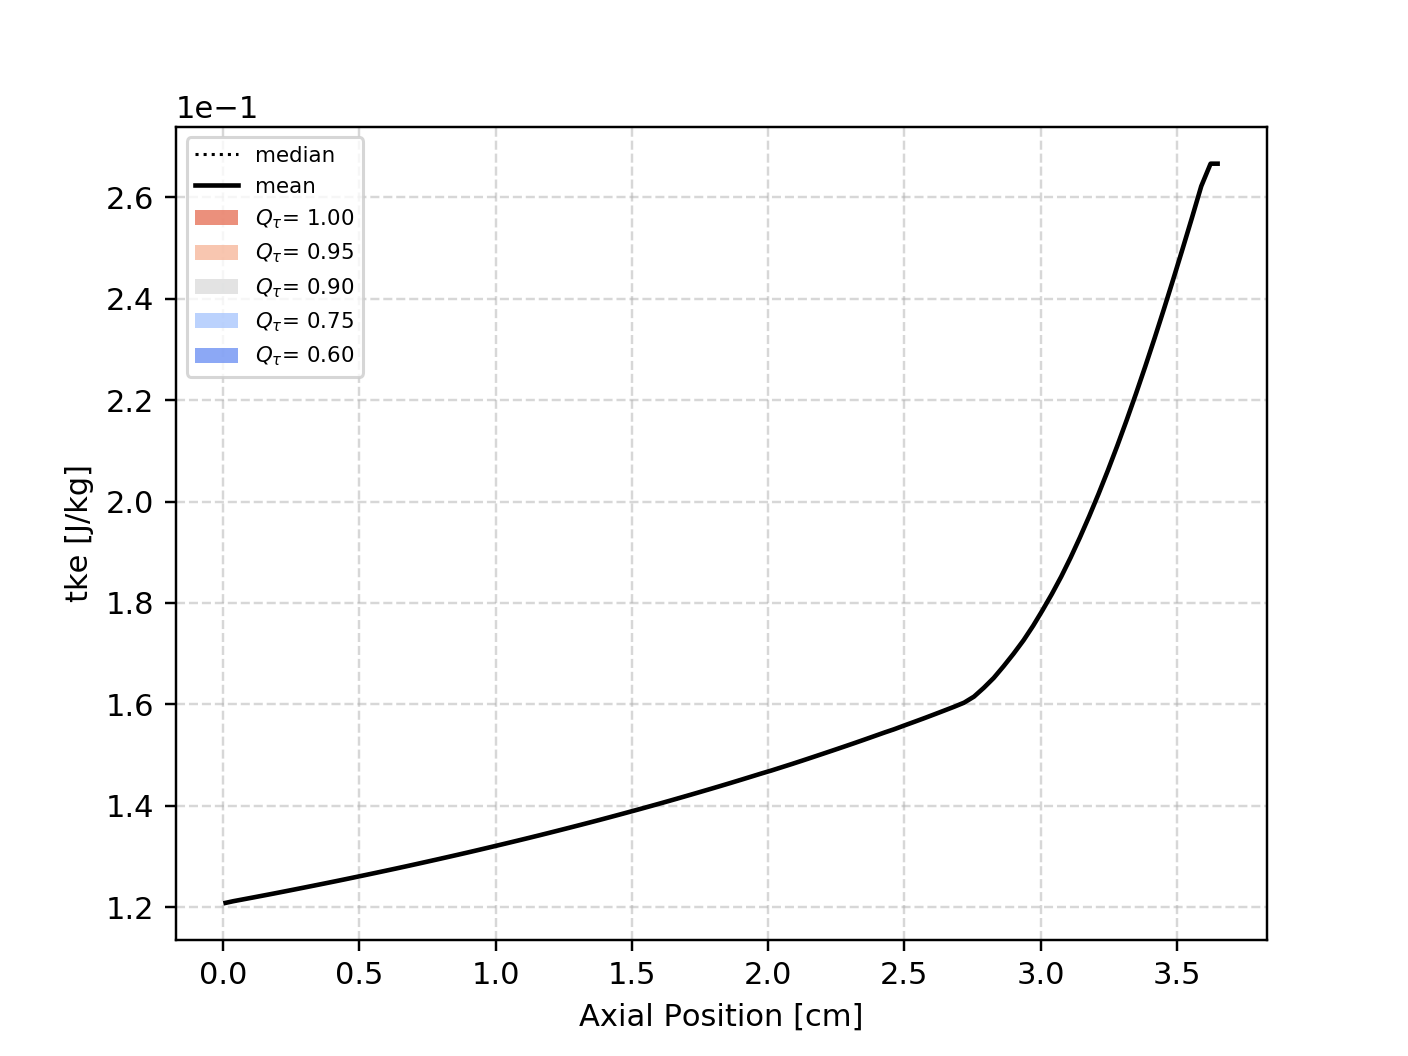 1e−1
median
mean
Qτ= 1.00
Qτ= 0.95
Qτ= 0.90
Qτ= 0.75
Qτ= 0.60
2.6
2.4
2.2
2.0
1.8
1.6
1.4
1.2
tke [J/kg]
0.0 0.5 1.0 1.5 2.0 2.5 3.0 3.5
Axial Position [cm]